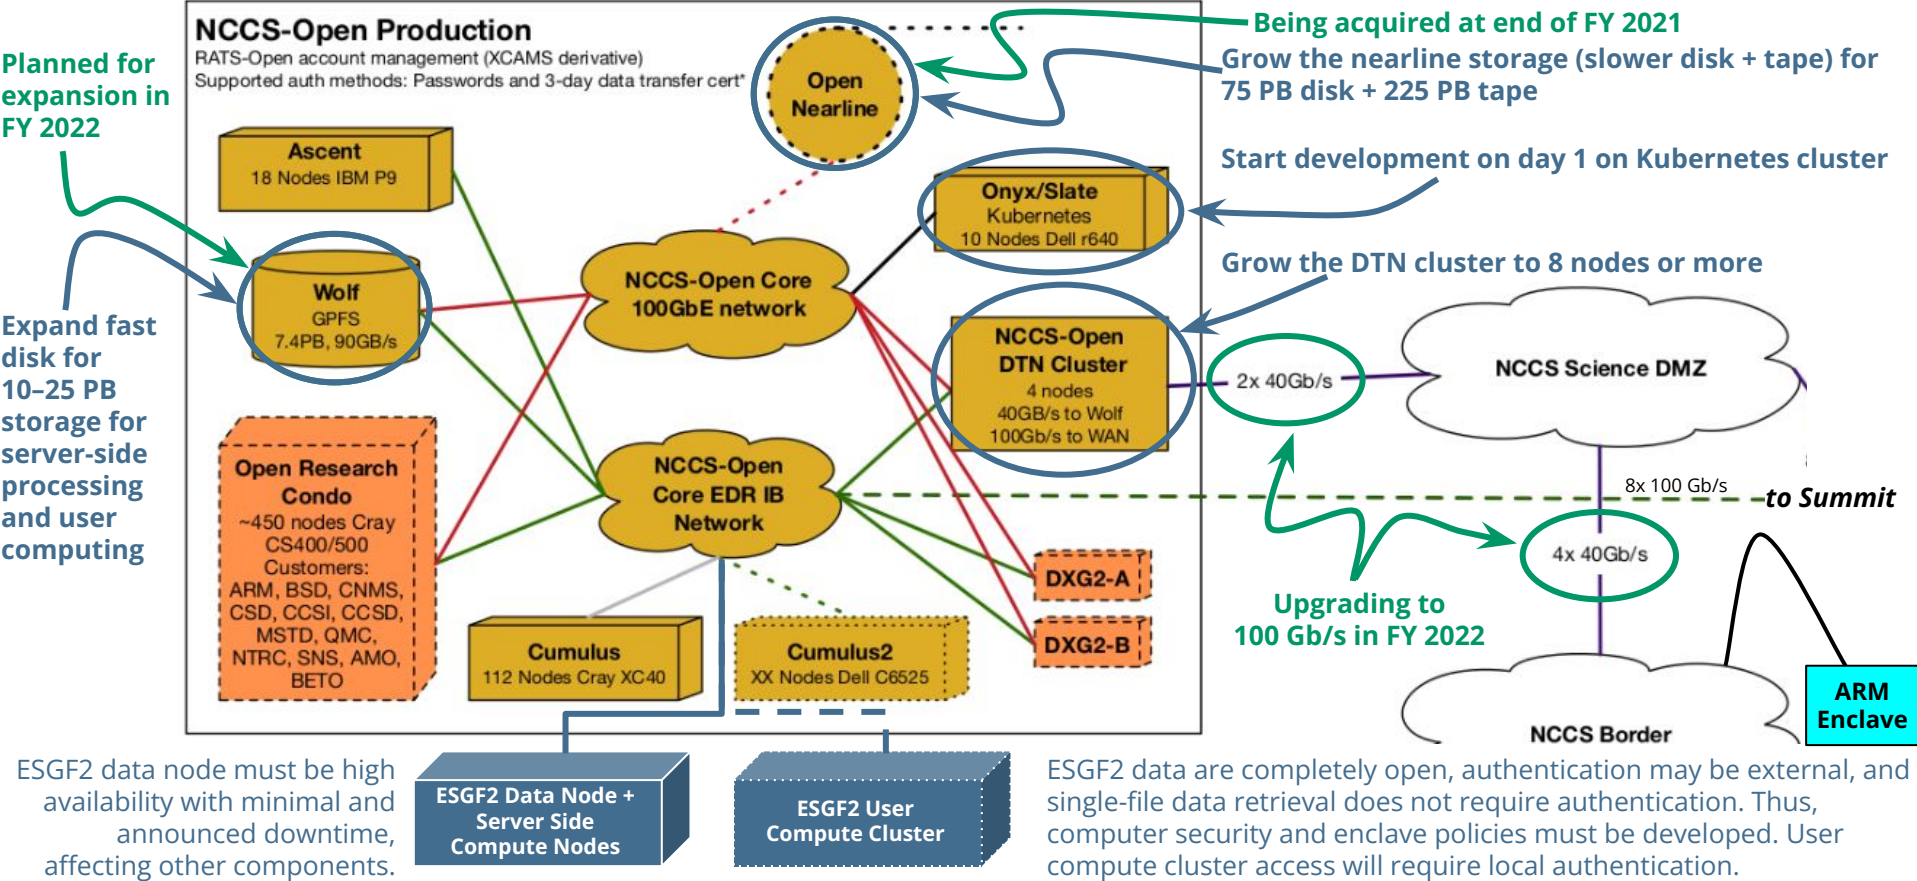 NCCS-Open Production
RATS-Open account management (XCAMS derivative)
Supported auth methods: Passwords and 3-day data transfer cert*
Being acquired at end of FY 2021
Grow the nearline storage (slower disk + tape) for
75 PB disk + 225 PB tape
Planned for
expansion in
FY 2022
Open
Nearline
Ascent
18 Nodes IBM P9
Start development on day 1 on Kubernetes cluster
Onyx/Slate
Kubernetes
10 Nodes Dell r640
Grow the DTN cluster to 8 nodes or more
Wolf
GPFS
7.4PB, 90GB/s
NCCS-Open Core
100GbE network
Expand fast
disk for
10–25 PB
storage for
server-side
processing
and user
computing
NCCS-Open
DTN Cluster
4 nodes
40GB/s to Wolf
100Gb/s to WAN
2x 40Gb/s
NCCS Science DMZ
Open Research
Condo
~450 nodes Cray
CS400/500
Customers:
ARM, BSD, CNMS,
CSD, CCSI, CCSD,
MSTD, QMC,
NTRC, SNS, AMO,
BETO
NCCS-Open
Core EDR IB
Network
8x 100 Gb/s
to Summit
4x 40Gb/s
DXG2-A
DXG2-B
Upgrading to
100 Gb/s in FY 2022
Cumulus
112 Nodes Cray XC40
Cumulus2
XX Nodes Dell C6525
ARM
Enclave
NCCS Border
ESGF2 data node must be high
availability with minimal and
announced downtime,
affecting other components.
ESGF2 Data Node +
Server Side
Compute Nodes
ESGF2 User
Compute Cluster
ESGF2 data are completely open, authentication may be external, and
single-file data retrieval does not require authentication. Thus,
computer security and enclave policies must be developed. User
compute cluster access will require local authentication.